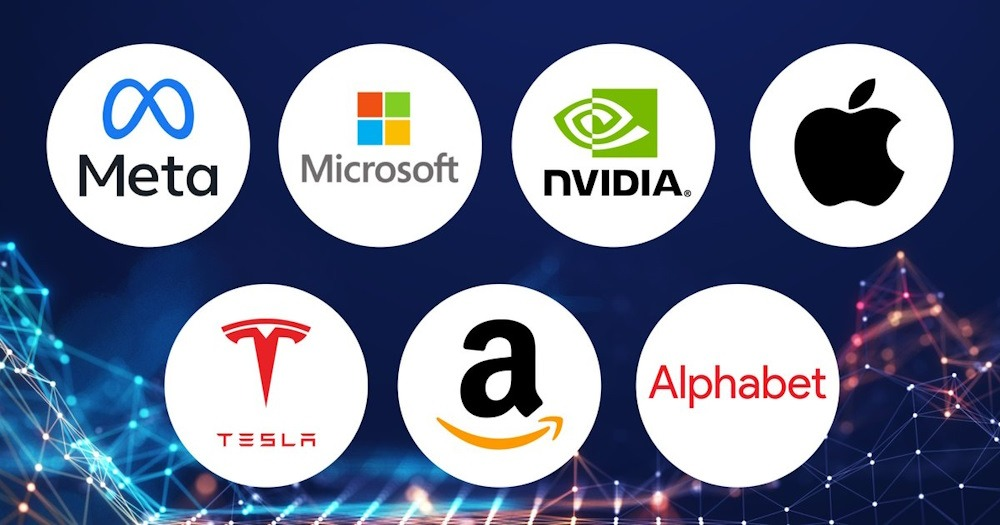 Meta
Microsoft
NVIDIA®
TESLA
a
Alphabet